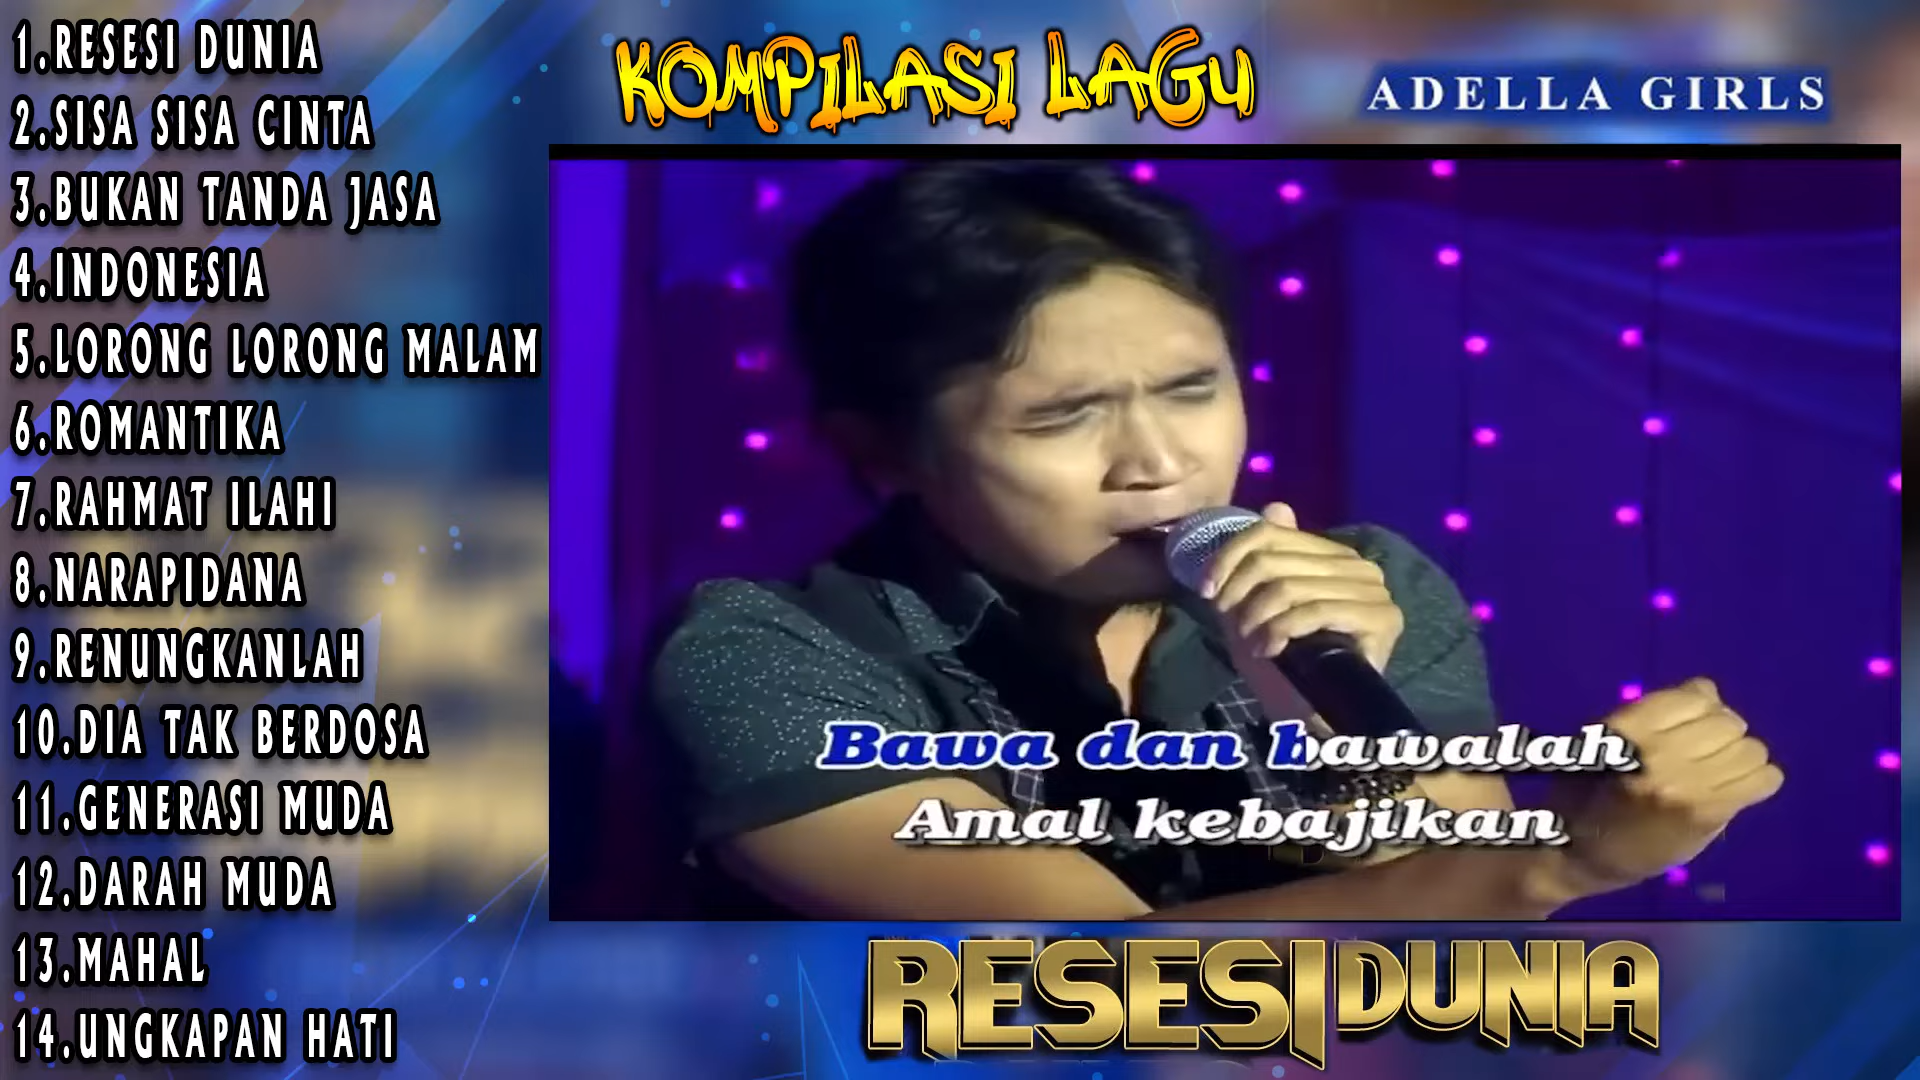 1.RESESI DUNIA
2.SISA SISA CINTA
3.BUKAN TANDA JASA
4.INDONESIA
5.LORONG LORONG MALAM
6.ROMANTIKA
7.RAHMAT ILAHI
8.NARAPIDANA
9.RENUNGKANLAH
10.DIA TAK BERDOSA
11.GENERASI MUDA
12.DARAH MUDA
13.MAHAL
14.UNGKAPAN HATI
KOMPILASI LAGU
ADELLA GIRLS
Bawa dan bawalah
Amal kebajikan
RESESI DUNIA